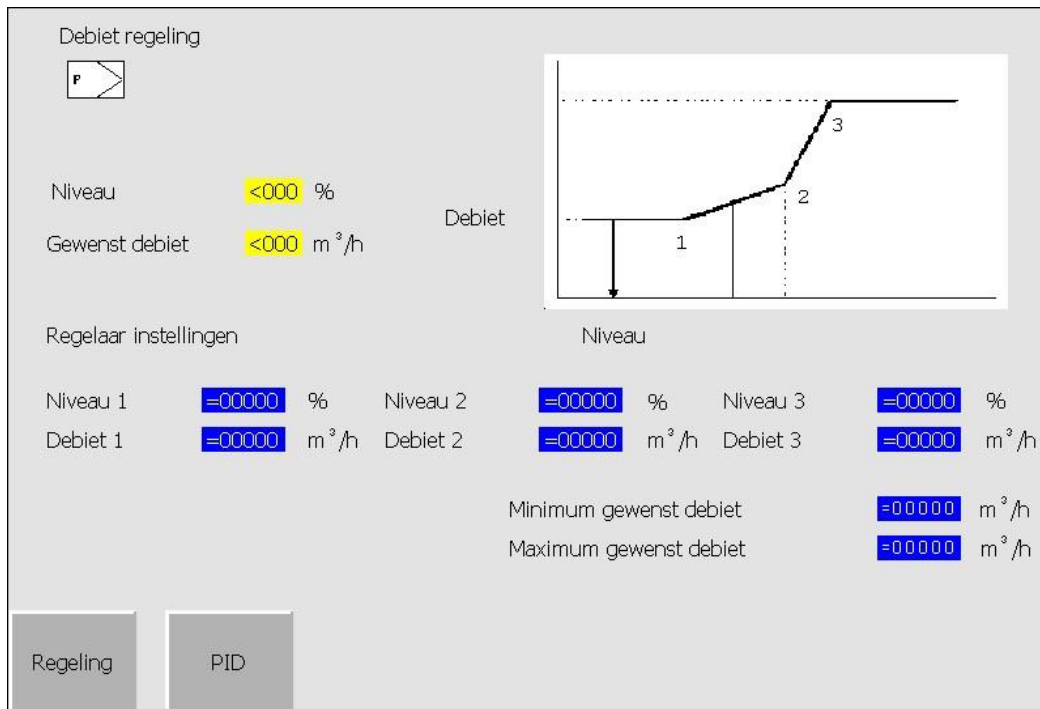 Debiet regeling
P
Niveau <000 %
Gewenst debiet <000 m³/h
Debiet
1
2
3
Niveau
Regelaar instellingen
Niveau 1 =00000 % Niveau 2 =00000 % Niveau 3 =00000 %
Debiet 1 =00000 m³/h Debiet 2 =00000 m³/h Debiet 3 =00000 m³/h
Minimum gewenst debiet =00000 m³/h
Maximum gewenst debiet =00000 m³/h
Regeling PID